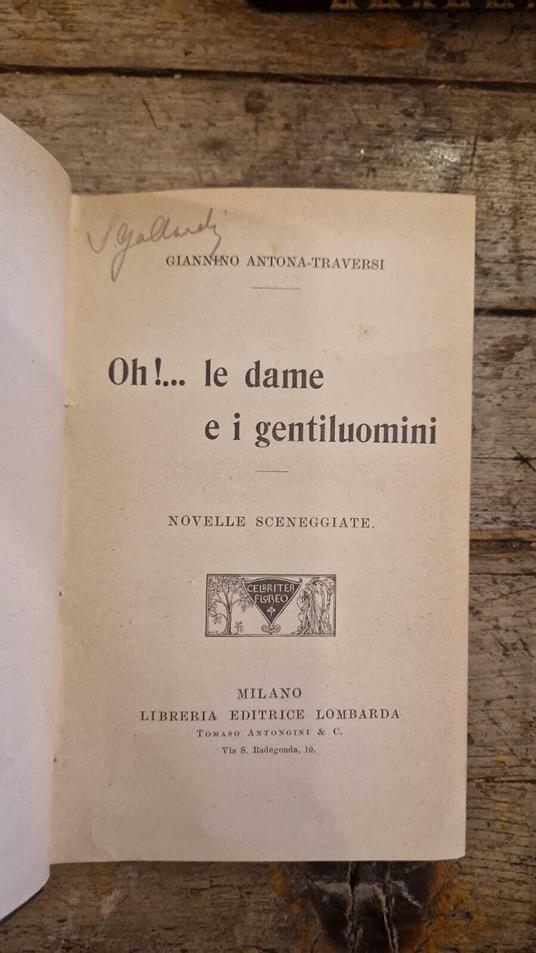 S. Gallardi
GIANNINO ANTONA-TRAVERSI
Oh!... le dame
e i gentiluomini
NOVELLE SCENEGGIATE.
CELERITER
FLOREO
MILANO
LIBRERIA EDITRICE LOMBARDA
TOMASO ANTONGINI & C.
Via S. Radegonda, 10.